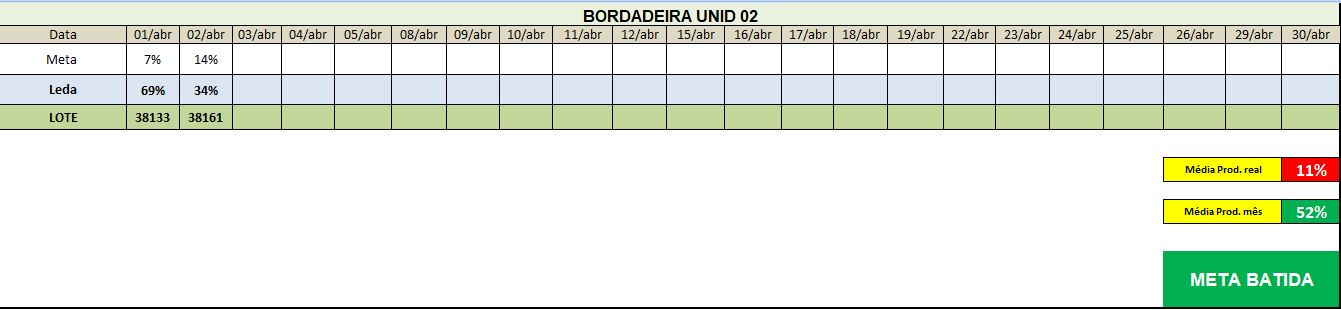 BORDADEIRA UNID 02
Data 01/abr 02/abr 03/abr 04/abr 05/abr 08/abr 09/abr 10/abr 11/abr 12/abr 15/abr 16/abr 17/abr 18/abr 19/abr 22/abr 23/abr 24/abr 25/abr 26/abr 29/abr 30/abr
Meta 7% 14%
Leda 69% 34%
LOTE 38133 38161
Média Prod. real 11%
Média Prod. mês 52%
META BATIDA